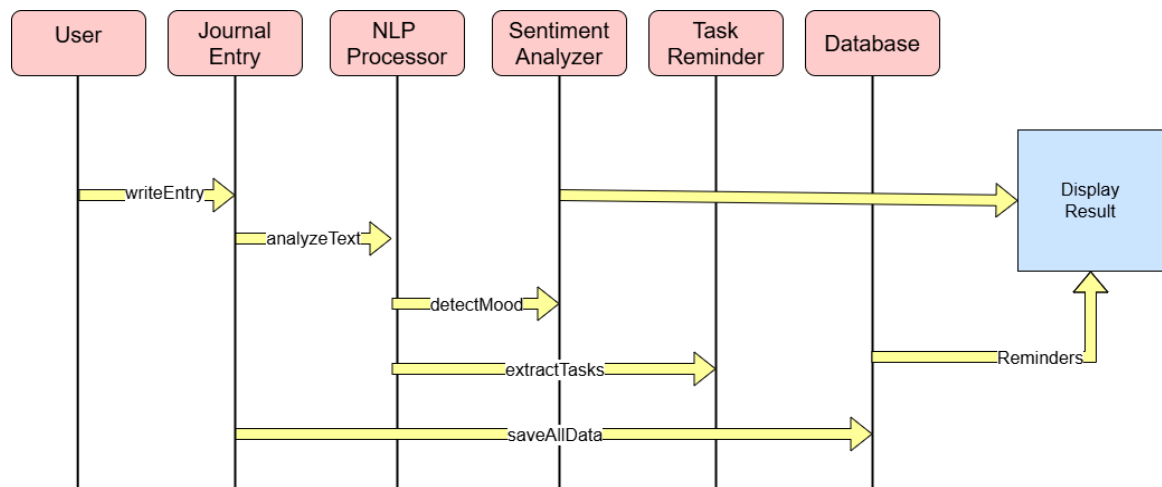 User
Journal
Entry
NLP
Processor
Sentiment
Analyzer
Task
Reminder
Database
Display
Result
writeEntry
analyzeText
detectMood
Reminders
extractTasks
saveAllData